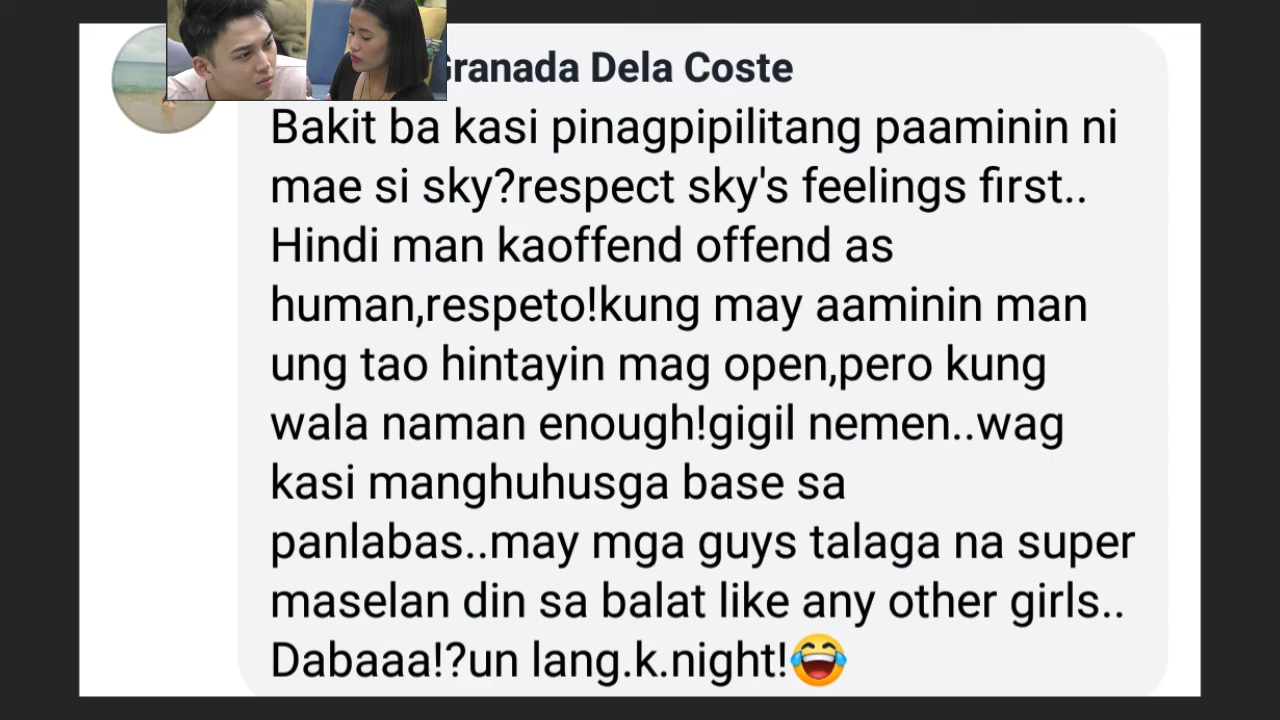 Granada Dela Coste
Bakit ba kasi pinagpipilitang paaminin ni
mae si sky?respect sky's feelings first..
Hindi man kaoffend offend as
human,respeto!kung may aaminin man
ung tao hintayin mag open,pero kung
wala naman enough!gigil nemen..wag
kasi manghuhusga base sa
panlabas..may mga guys talaga na super
maselan din sa balat like any other girls..
Dabaaa!?un lang.k.night!😂